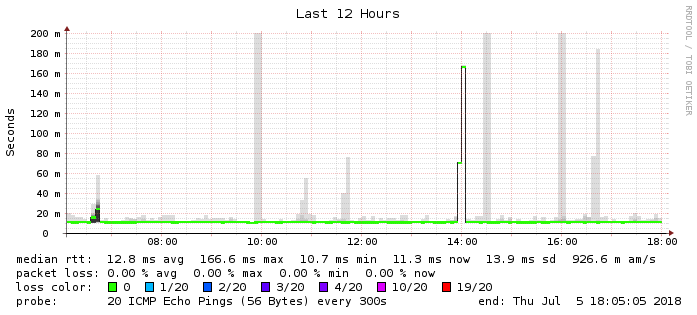 Last 12 Hours
RRDTOOL / TOBI OETIKER
Seconds
200 m
180 m
160 m
140 m
120 m
100 m
80 m
60 m
40 m
20 m
0
08:00 10:00 12:00 14:00 16:00 18:00
median rtt: 12.8 ms avg 166.6 ms max 10.7 ms min 11.3 ms now 13.9 ms sd 926.6 m am/s
packet loss: 0.00 % avg 0.00 % max 0.00 % min 0.00 % now
loss color: 0 1/20 2/20 3/20 4/20 10/20 19/20
probe: 20 ICMP Echo Pings (56 Bytes) every 300s end: Thu Jul 5 18:05:05 2018